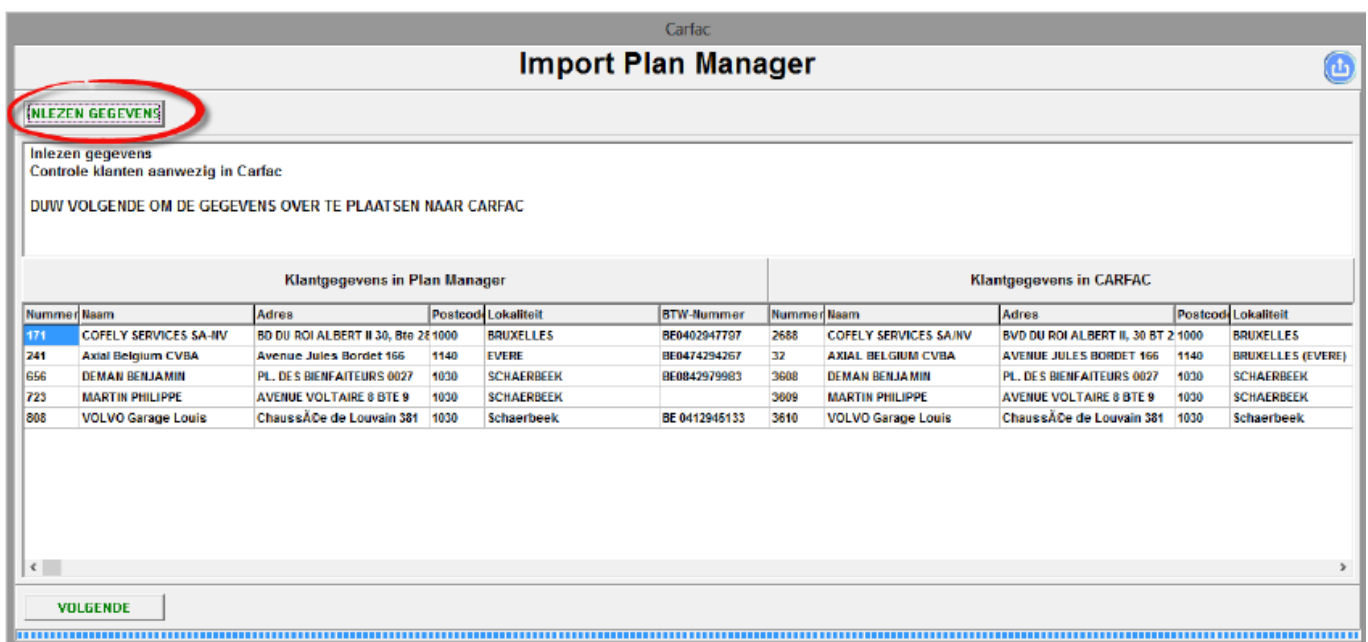 Carfac
Import Plan Manager
INLEZEN GEGEVENS
Inlezen gegevens
Controle klanten aanwezig in Carfac
DUW VOLGENDE OM DE GEGEVENS OVER TE PLAATSEN NAAR CARFAC
Klantgegevens in Plan Manager Klantgegevens in CARFAC
Nummer Naam Adres Postcod Lokaliteit BTW-Nummer Nummer Naam Adres Postcod Lokaliteit
171 COFELY SERVICES SA-NV BD DU ROI ALBERT II 30, Bte 28 1000 BRUXELLES BE0402947797 2688 COFELY SERVICES SA/NV BVD DU ROI ALBERT II, 30 BT 2 1000 BRUXELLES
241 Axial Belgium CVBA Avenue Jules Bordet 166 1140 EVERE BE0474294267 32 AXIAL BELGIUM CVBA AVENUE JULES BORDET 166 1140 BRUXELLES (EVERE)
656 DEMAN BENJAMIN PL. DES BIENFAITEURS 0027 1030 SCHAERBEEK BE0842979983 3608 DEMAN BENJAMIN PL. DES BIENFAITEURS 0027 1030 SCHAERBEEK
723 MARTIN PHILIPPE AVENUE VOLTAIRE 8 BTE 9 1030 SCHAERBEEK 3609 MARTIN PHILIPPE AVENUE VOLTAIRE 8 BTE 9 1030 SCHAERBEEK
808 VOLVO Garage Louis ChaussÃ©e de Louvain 381 1030 Schaerbeek BE 0412945133 3610 VOLVO Garage Louis ChaussÃ©e de Louvain 381 1030 Schaerbeek
VOLGENDE